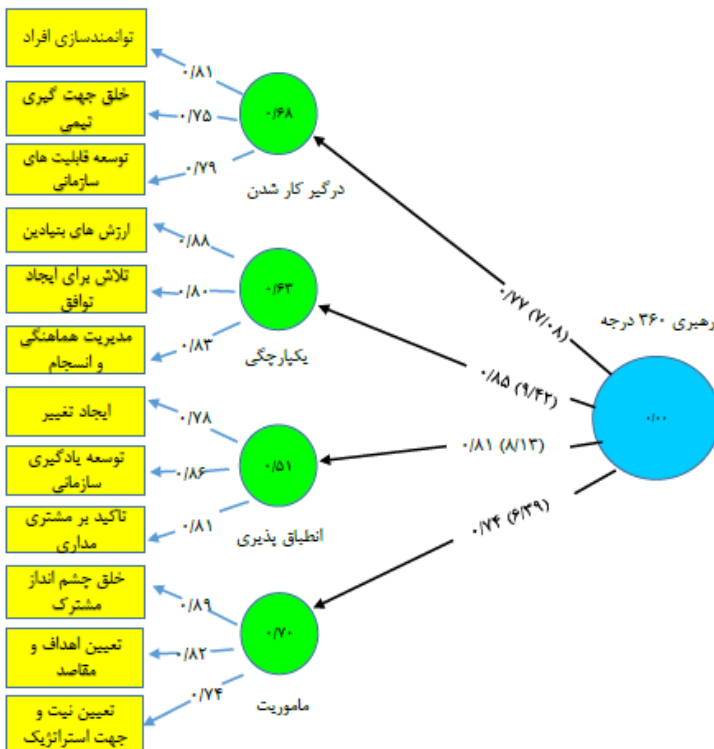 رهبری ۳۶۰ درجه
۰/۰۰
۰/۷۷ (۷/۰۸)
۰/۸۵ (۹/۴۲)
۰/۸۱ (۸/۱۳)
۰/۷۴ (۶/۳۹)
۰/۶۸
درگیر کار شدن
۰/۸۱
۰/۷۵
۰/۷۹
توانمندسازی افراد
خلق جهت گیری
تیمی
توسعه قابلیت های
سازمانی
۰/۶۳
یکپارچگی
۰/۸۸
۰/۸۰
۰/۸۳
ارزش های بنیادین
تلاش برای ایجاد
توافق
مدیریت هماهنگی
و انسجام
۰/۵۱
انطباق پذیری
۰/۷۸
۰/۸۶
۰/۸۱
ایجاد تغییر
توسعه یادگیری
سازمانی
تاکید بر مشتری
مداری
۰/۷۰
ماموریت
۰/۸۹
۰/۸۲
۰/۷۴
خلق چشم انداز
مشترک
تعیین اهداف و
مقاصد
تعیین نیت و
جهت استراتژیک